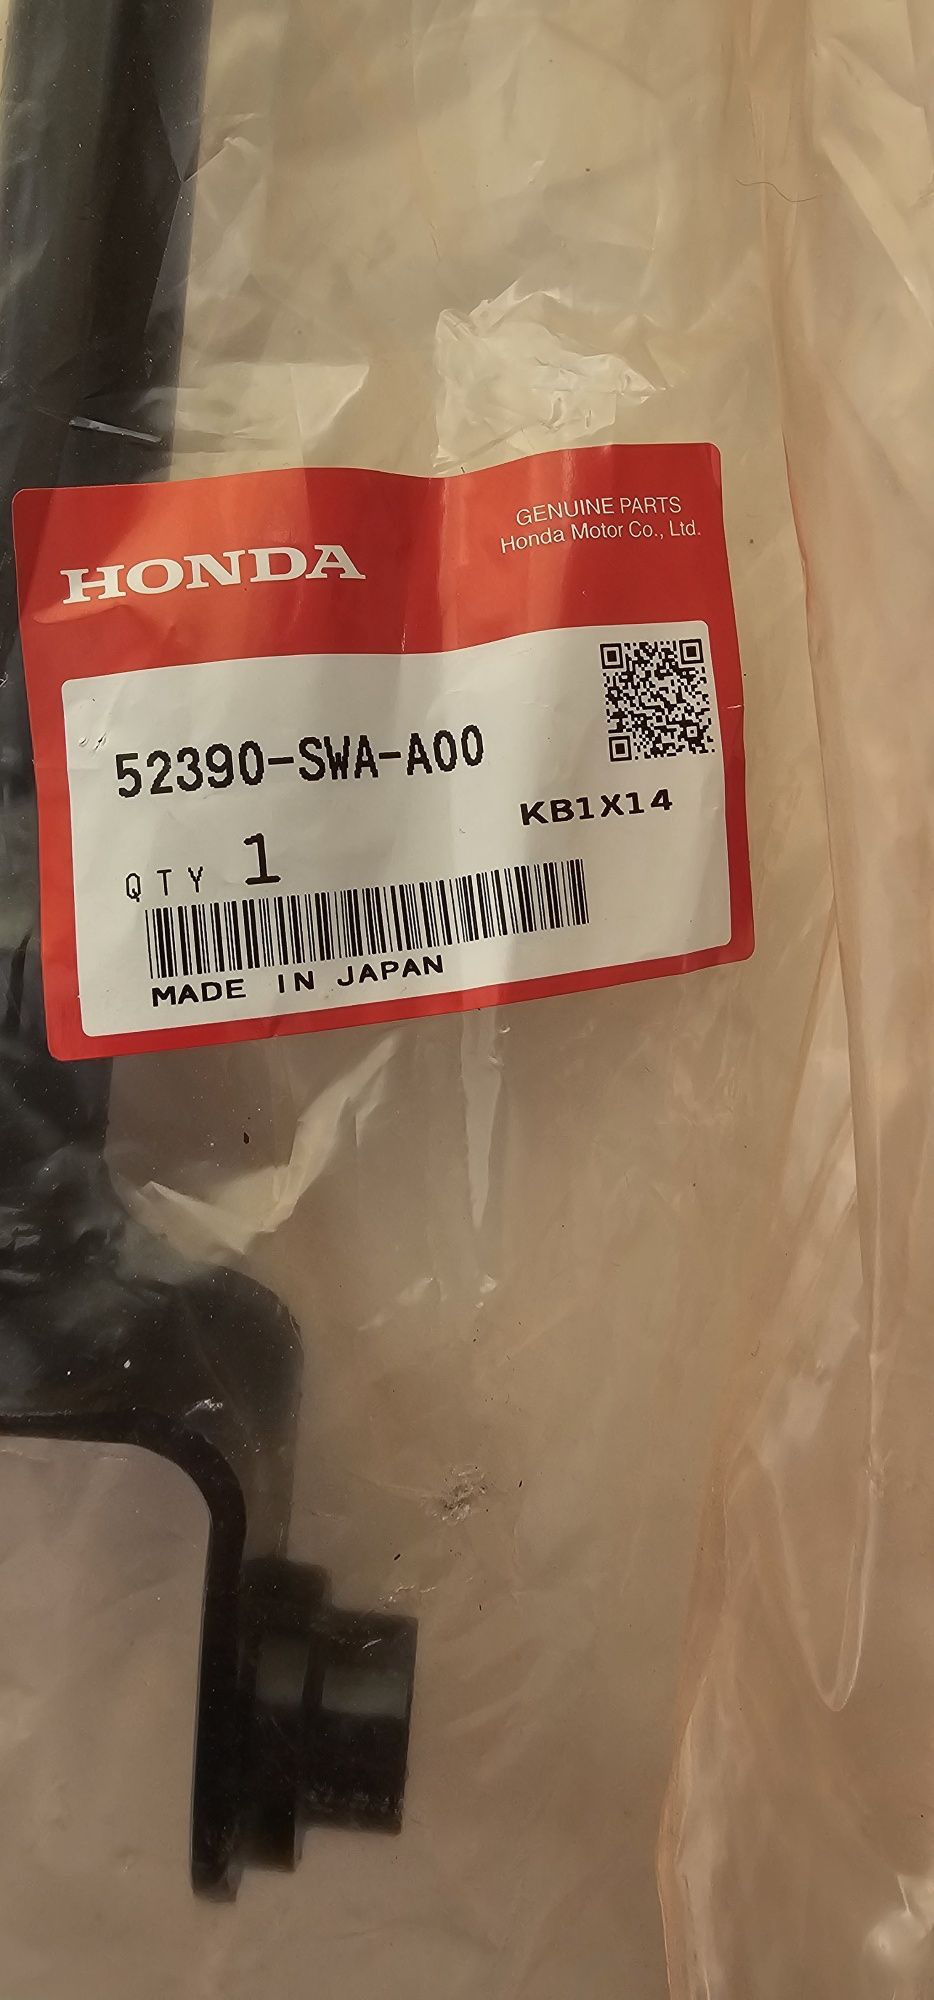 HONDA
GENUINE PARTS
Honda Motor Co., Ltd.
52390-SWA-A00
KB1X14
QTY 1
MADE IN JAPAN